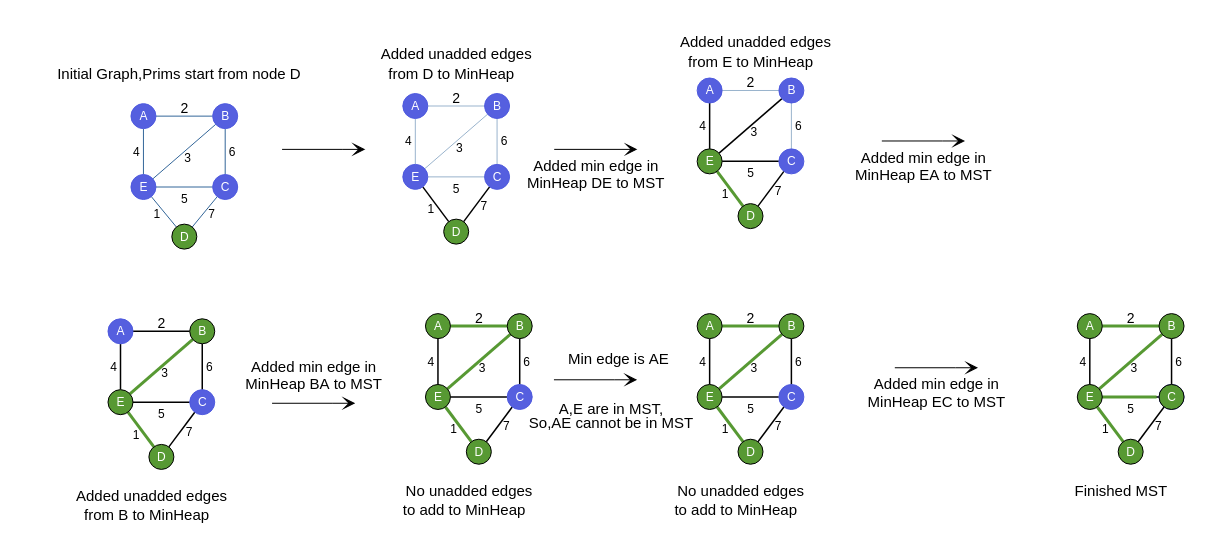 Initial Graph,Prims start from node D
A 2 B
4 3 6
E 5 C
1 7
D
Added unadded edges
from D to MinHeap
A 2 B
4 3 6
E 5 C
1 7
D
Added min edge in
MinHeap DE to MST
Added unadded edges
from E to MinHeap
A 2 B
4 3 6
E 5 C
1 7
D
Added min edge in
MinHeap EA to MST
A 2 B
4 3 6
E 5 C
1 7
D
Added unadded edges
from B to MinHeap
Added min edge in
MinHeap BA to MST
A 2 B
4 3 6
E 5 C
1 7
D
No unadded edges
to add to MinHeap
Min edge is AE
A,E are in MST,
So,AE cannot be in MST
A 2 B
4 3 6
E 5 C
1 7
D
No unadded edges
to add to MinHeap
Added min edge in
MinHeap EC to MST
A 2 B
4 3 6
E 5 C
1 7
D
Finished MST